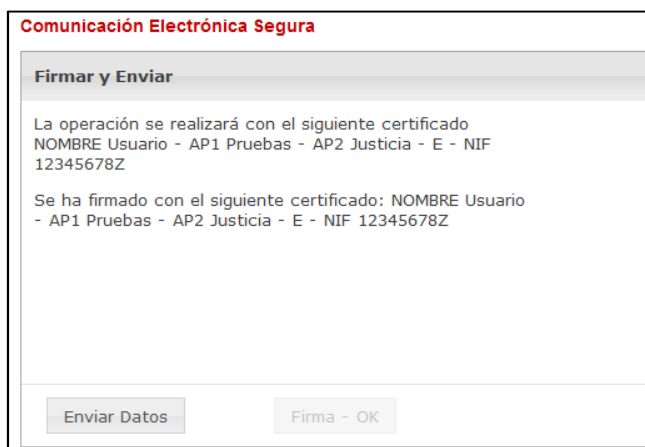 Comunicación Electrónica Segura
Firmar y Enviar
La operación se realizará con el siguiente certificado
NOMBRE Usuario - AP1 Pruebas - AP2 Justicia - E - NIF
12345678Z
Se ha firmado con el siguiente certificado: NOMBRE Usuario
- AP1 Pruebas - AP2 Justicia - E - NIF 12345678Z
Enviar Datos Firma - OK